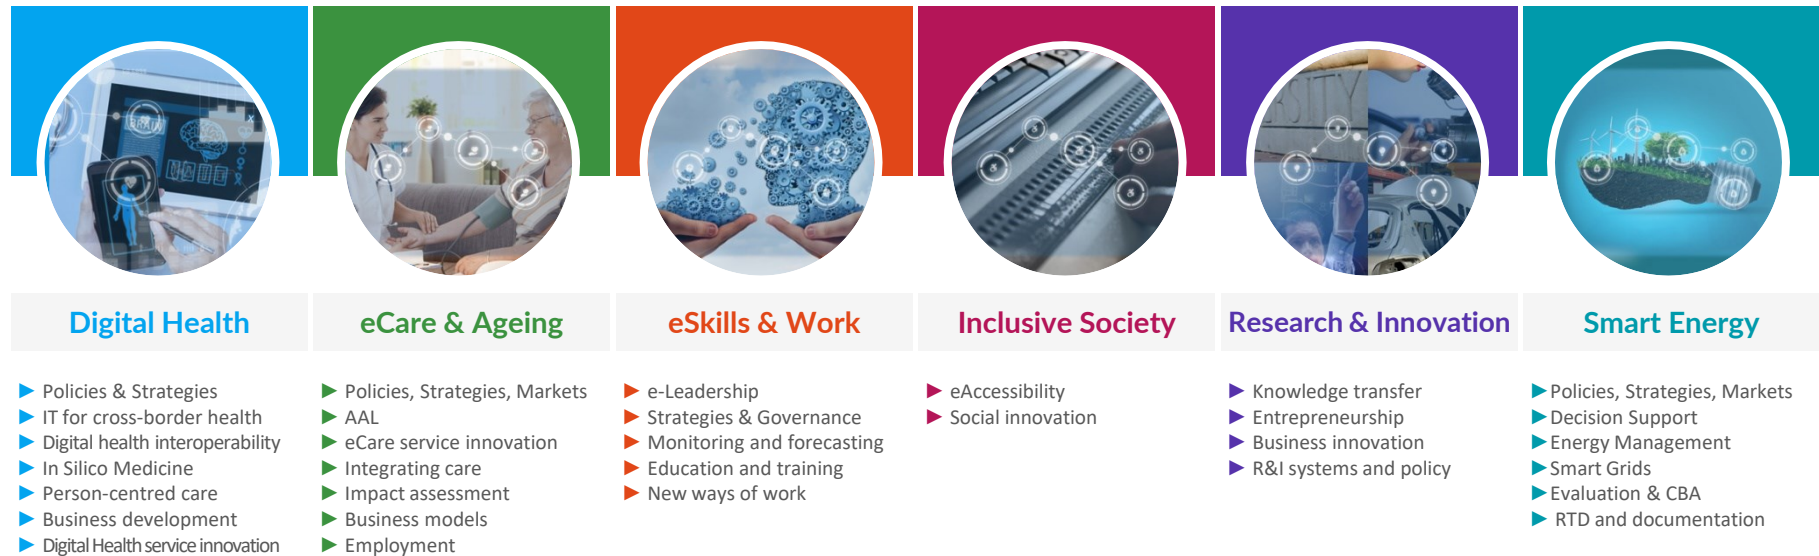 BRAIN
Digital Health
Policies & Strategies
IT for cross-border health
Digital health interoperability
In Silico Medicine
Person-centred care
Business development
Digital Health service innovation
eCare & Ageing
Policies, Strategies, Markets
AAL
eCare service innovation
Integrating care
Impact assessment
Business models
Employment
eSkills & Work
e-Leadership
Strategies & Governance
Monitoring and forecasting
Education and training
New ways of work
Inclusive Society
eAccessibility
Social innovation
Research & Innovation
Knowledge transfer
Entrepreneurship
Business innovation
R&I systems and policy
Smart Energy
Policies, Strategies, Markets
Decision Support
Energy Management
Smart Grids
Evaluation & CBA
RTD and documentation